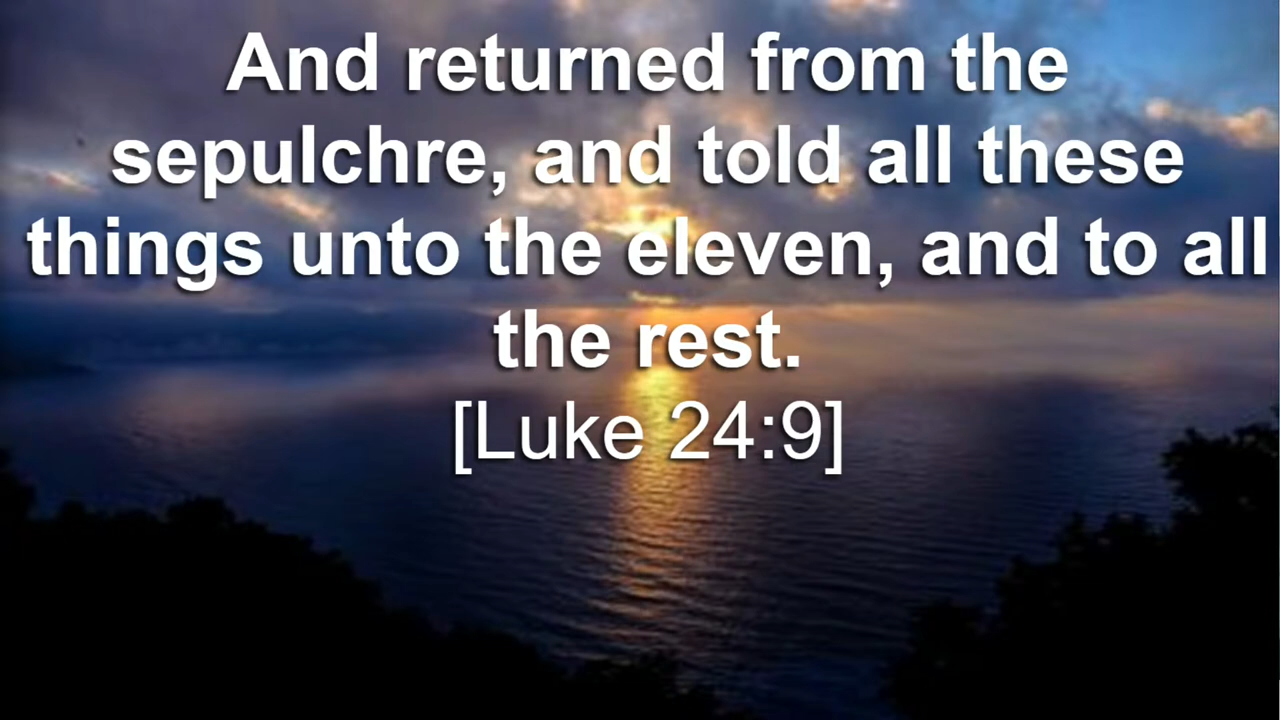 And returned from the
sepulchre, and told all these
things unto the eleven, and to all
the rest.
[Luke 24:9]